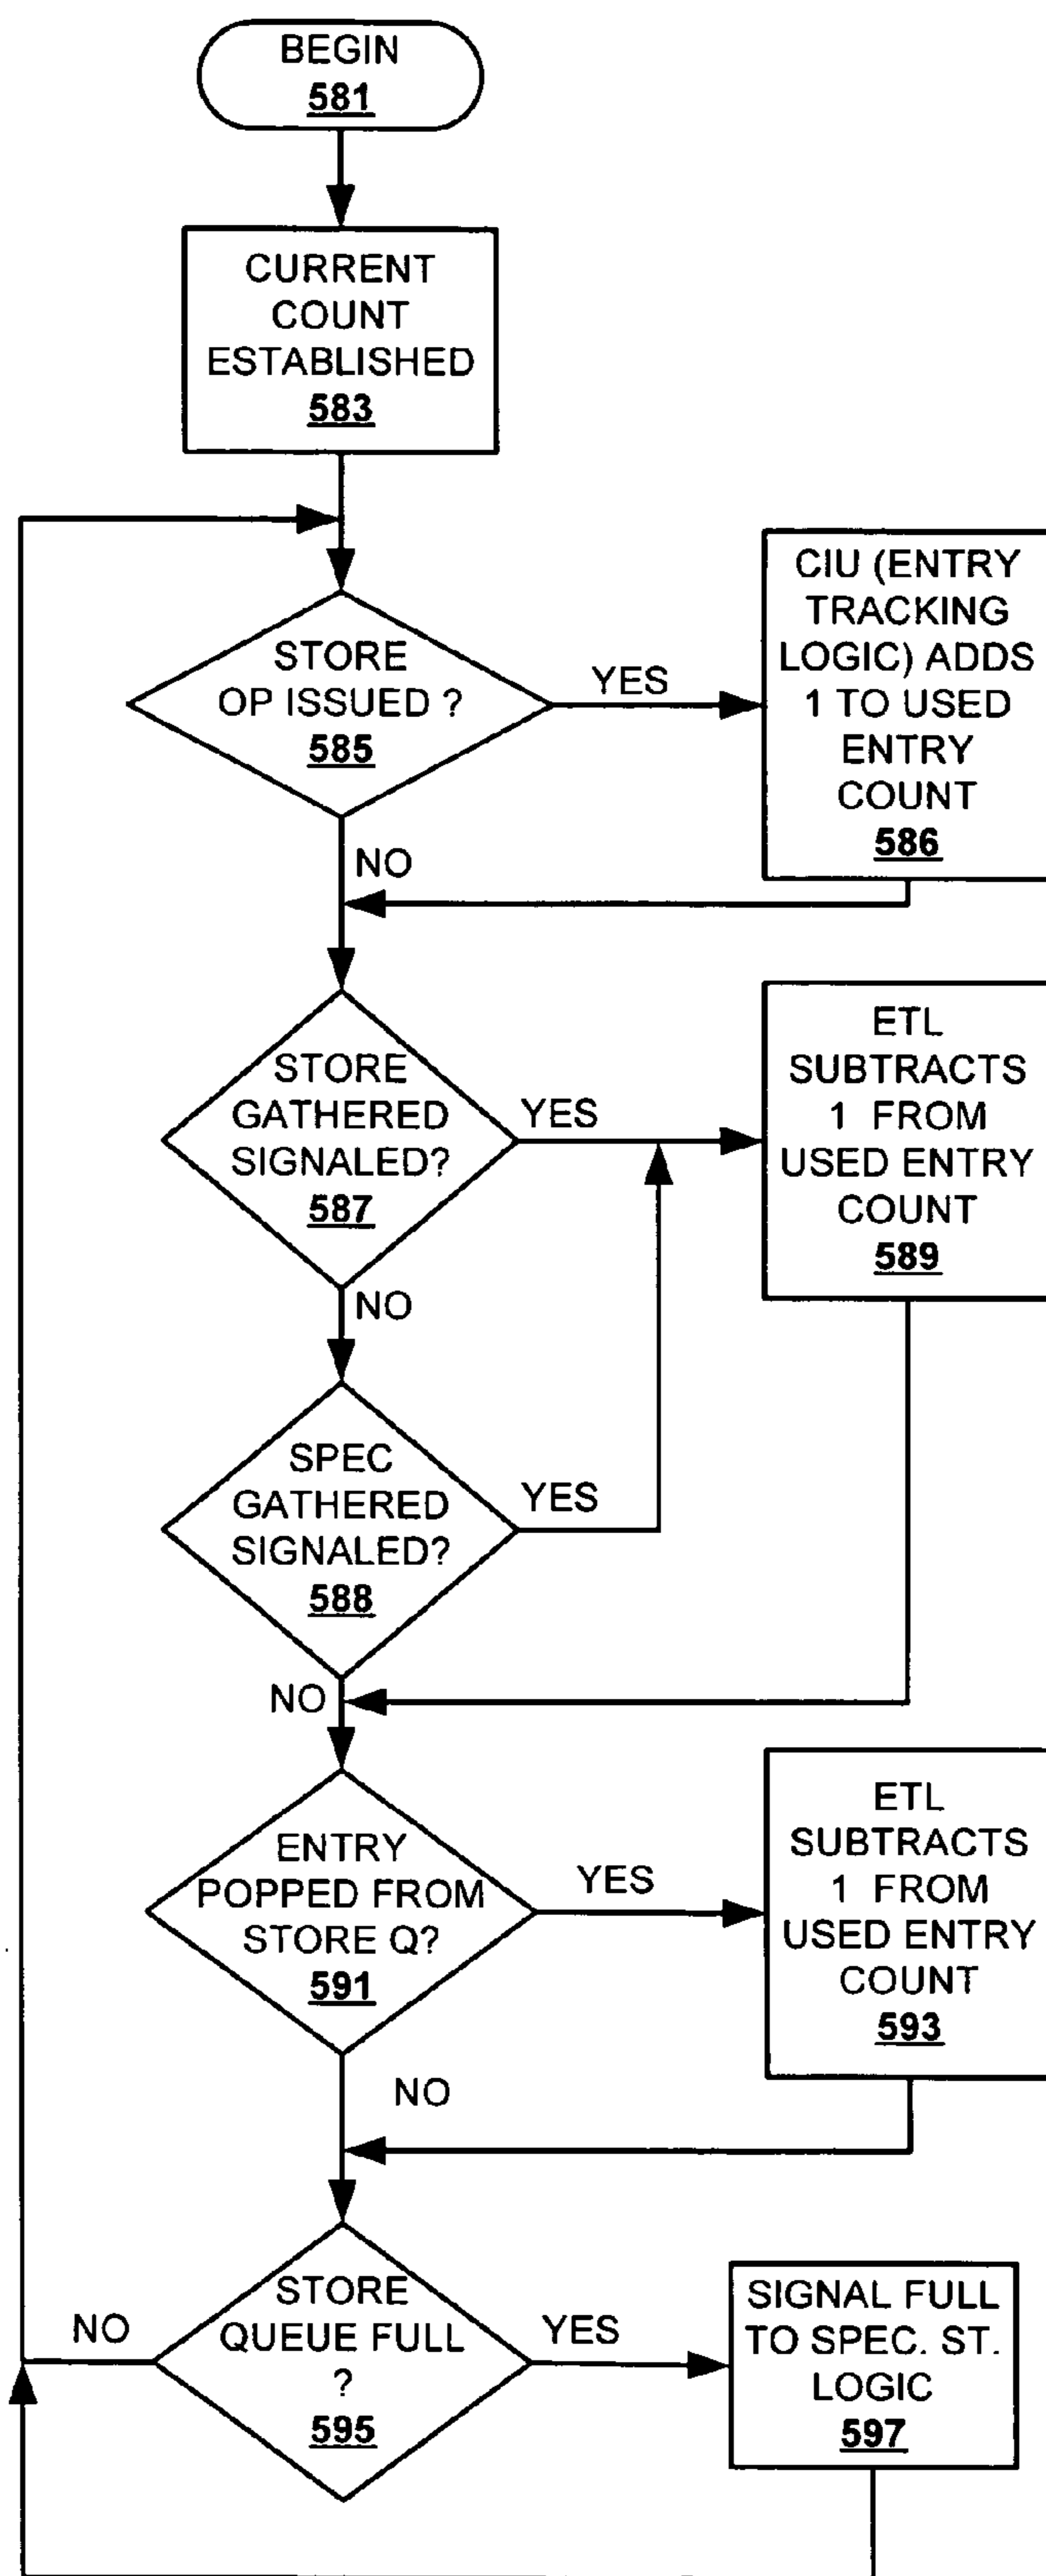 BEGIN
581
CURRENT
COUNT
ESTABLISHED
583
STORE
OP ISSUED ?
585
YES
CIU (ENTRY
TRACKING
LOGIC) ADDS
1 TO USED
ENTRY
COUNT
586
NO
STORE
GATHERED
SIGNALED?
587
YES
ETL
SUBTRACTS
1 FROM
USED ENTRY
COUNT
589
NO
SPEC
GATHERED
SIGNALED?
588
YES
NO
ENTRY
POPPED FROM
STORE Q?
591
YES
ETL
SUBTRACTS
1 FROM
USED ENTRY
COUNT
593
NO
STORE
QUEUE FULL
?
595
NO
YES
SIGNAL FULL
TO SPEC. ST.
LOGIC
597